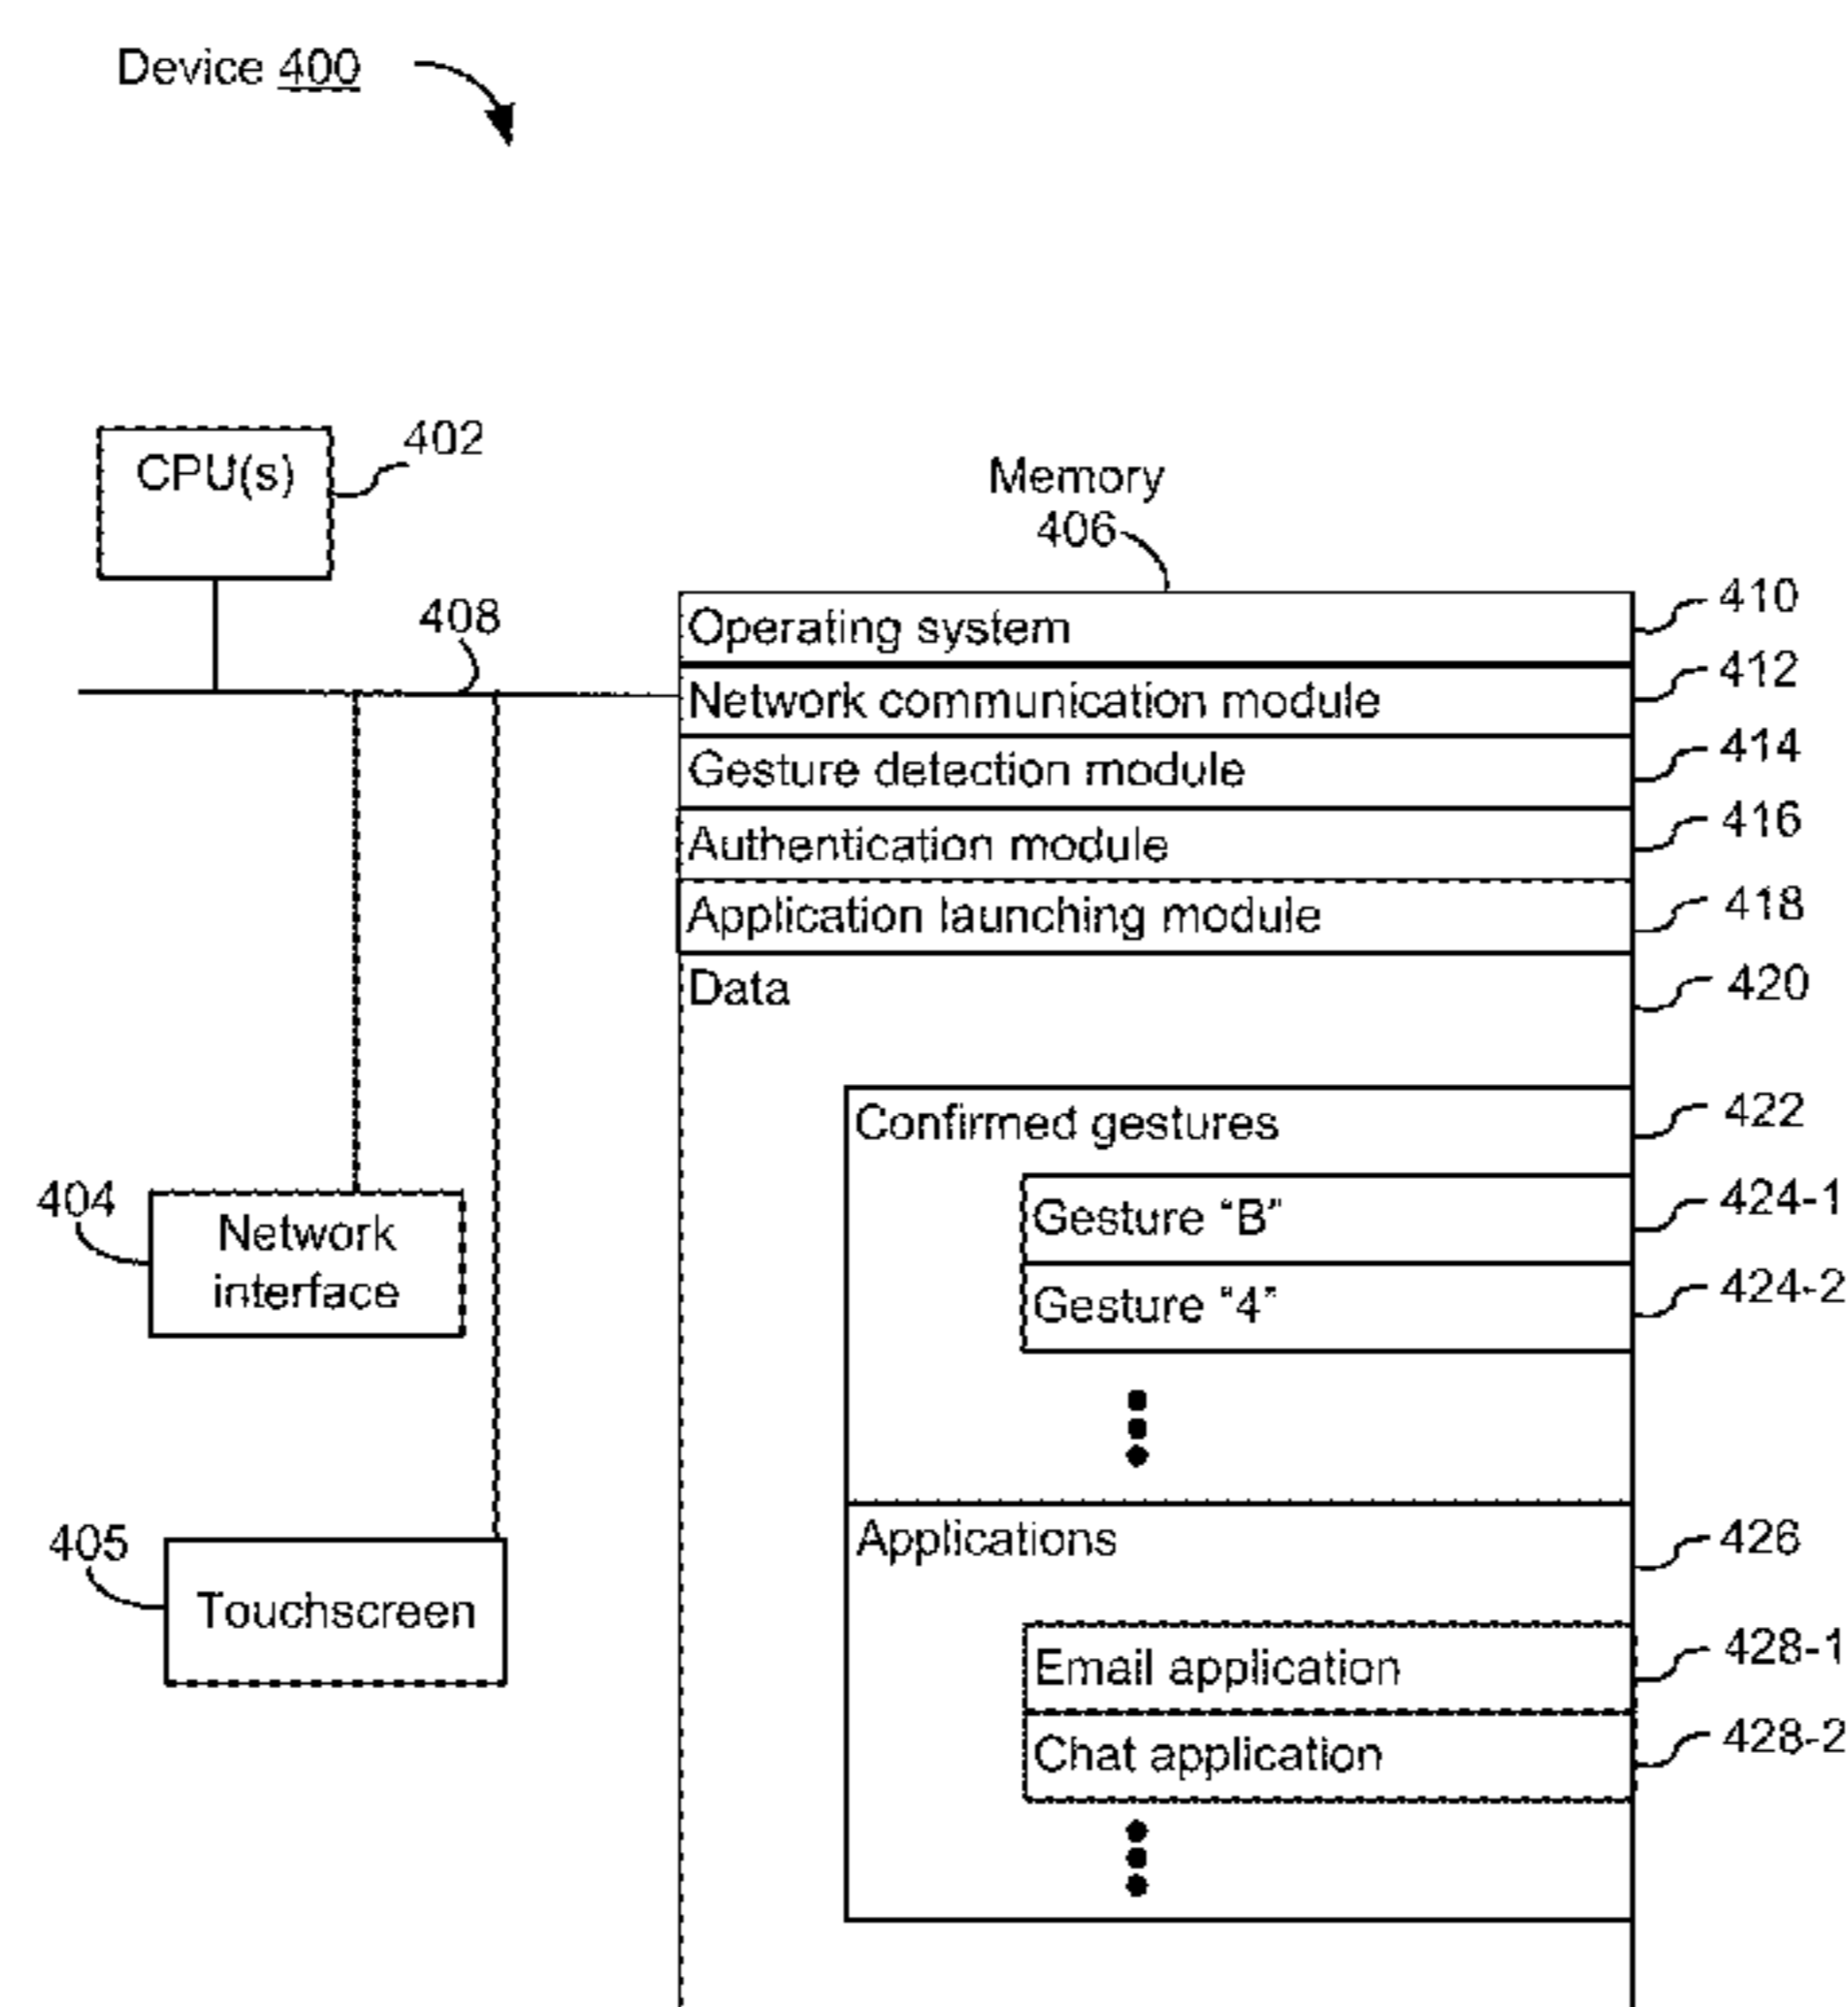 Device 400
CPU(s)
402
Memory
406
408
Operating system
410
Network communication module
412
Gesture detection module
414
Authentication module
416
Application launching module
418
Data
420
Confirmed gestures
422
Gesture “B”
424-1
Gesture “4”
424-2
404
Network
interface
405
Touchscreen
Applications
426
Email application
428-1
Chat application
428-2